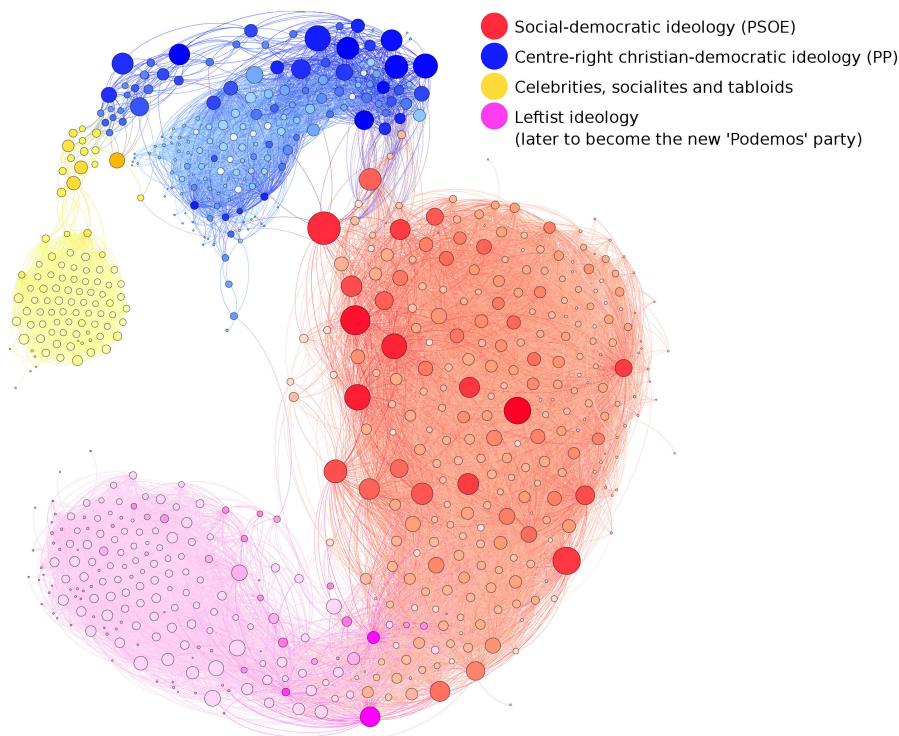 Social-democratic ideology (PSOE)
Centre-right christian-democratic ideology (PP)
Celebrities, socialites and tabloids
Leftist ideology
(later to become the new 'Podemos' party)